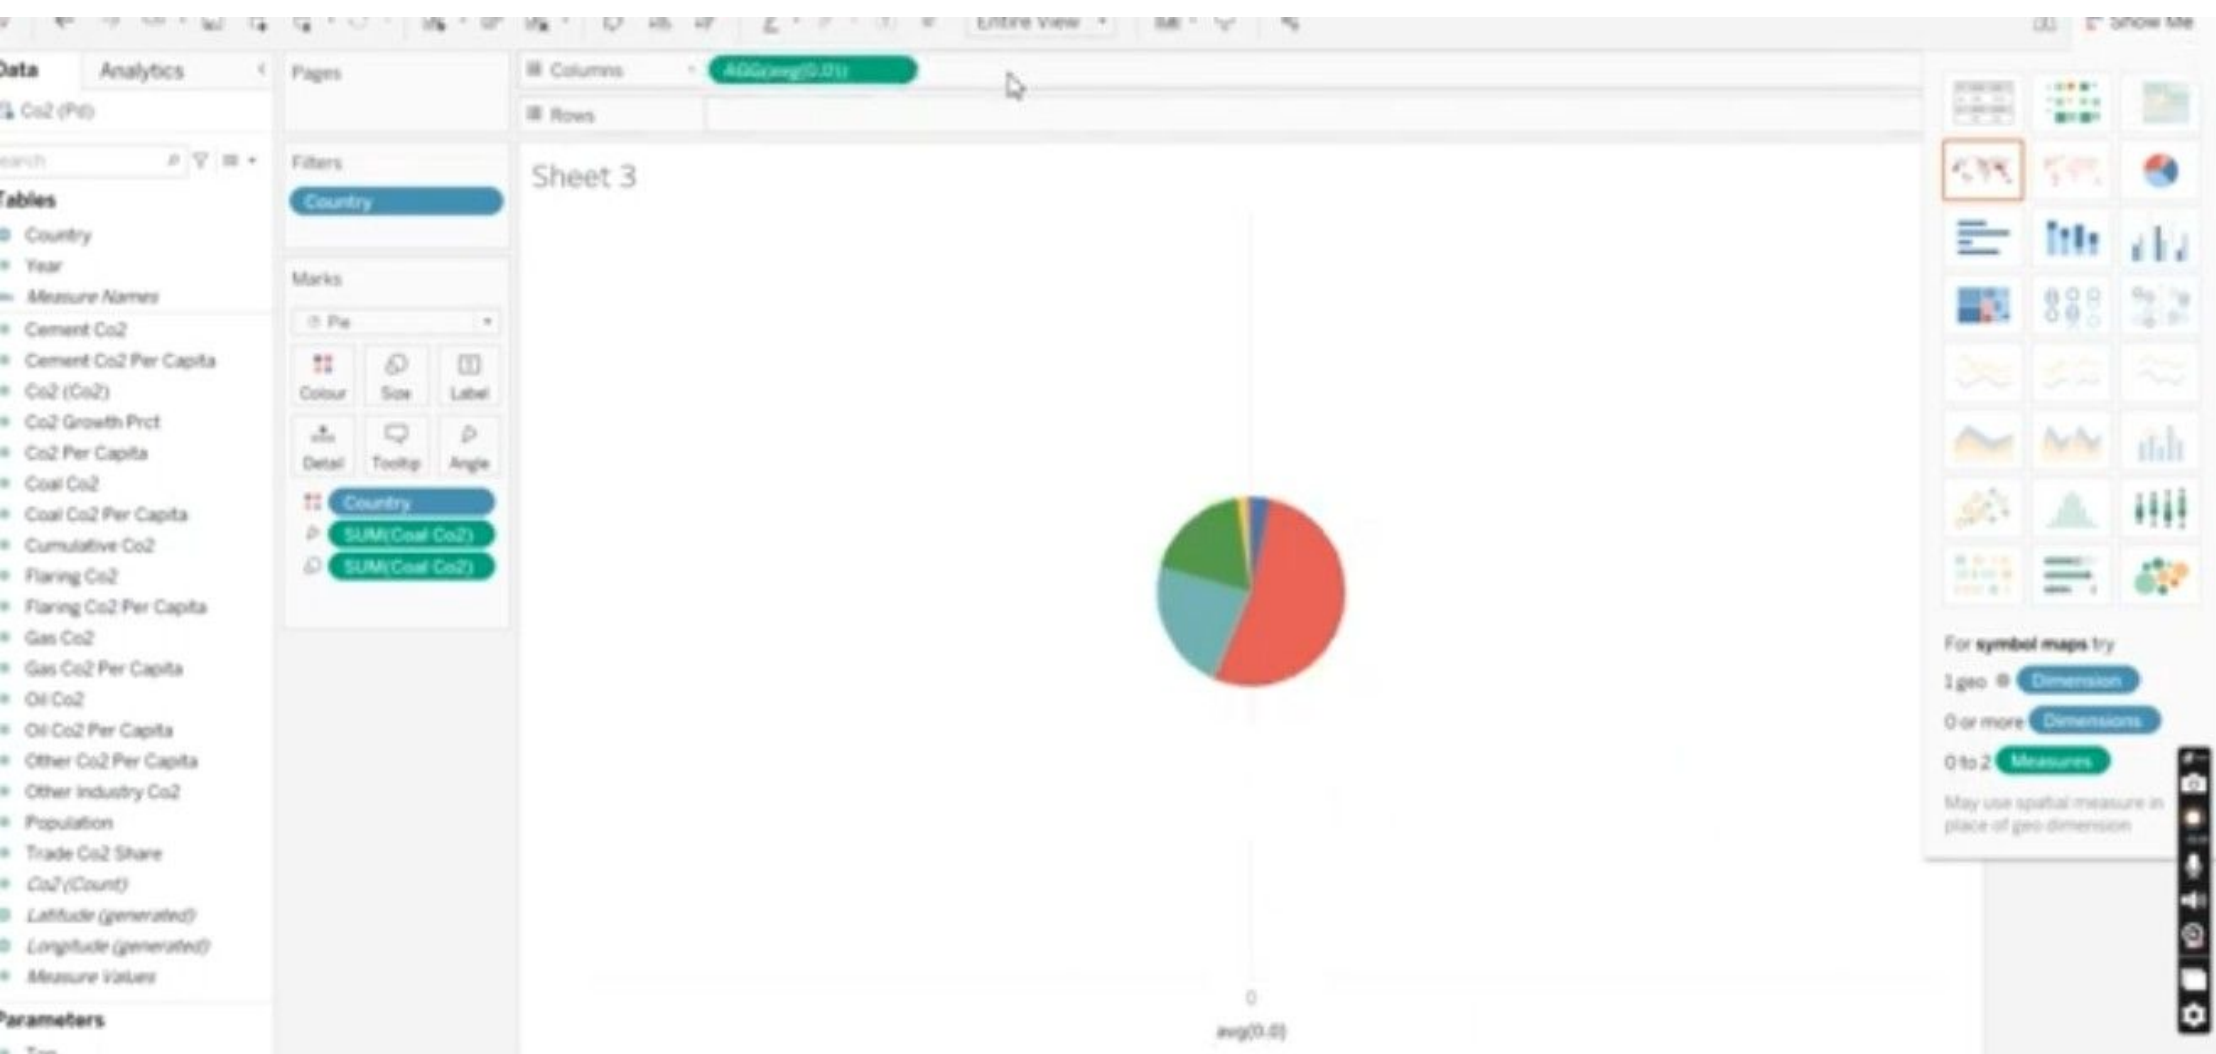 Entire View
Show Me
Data
Analytics
Co2 (Pd)
Search
Tables
Country
Year
Measure Names
Cement Co2
Cement Co2 Per Capita
Co2 (Co2)
Co2 Growth Prct
Co2 Per Capita
Coal Co2
Coal Co2 Per Capita
Cumulative Co2
Flaring Co2
Flaring Co2 Per Capita
Gas Co2
Gas Co2 Per Capita
Oil Co2
Oil Co2 Per Capita
Other Co2 Per Capita
Other Industry Co2
Population
Trade Co2 Share
Co2 (Count)
Latitude (generated)
Longitude (generated)
Measure Values
Parameters
Pages
Filters
Country
Marks
Pie
Colour
Size
Label
Detail
Tooltip
Angle
Country
SUM(Coal Co2)
SUM(Coal Co2)
Columns
AGG(avg(0.0))
Rows
Sheet 3
0
avg(0.0)
For symbol maps try
1 geo Dimension
0 or more Dimensions
0 to 2 Measures
May use spatial measure in
place of geo dimension